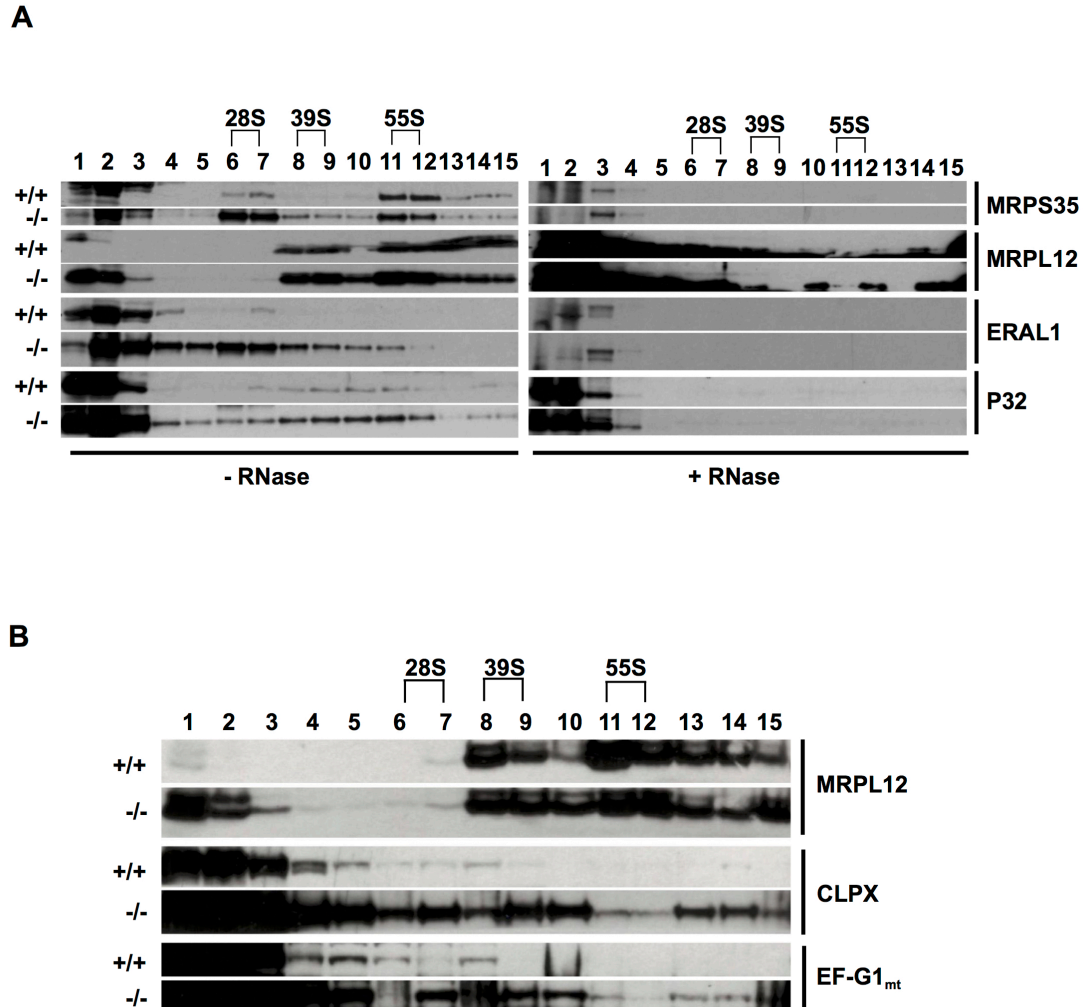 A
28S 39S 55S
1 2 3 4 5 6 7 8 9 10 11 12 13 14 15
28S 39S 55S
1 2 3 4 5 6 7 8 9 10 11 12 13 14 15
+/+
-/-
MRPS35
+/+
-/-
MRPL12
+/+
-/-
ERAL1
+/+
-/-
P32
- RNase
+ RNase
B
28S 39S 55S
1 2 3 4 5 6 7 8 9 10 11 12 13 14 15
+/+
-/-
MRPL12
+/+
-/-
CLPX
+/+
-/-
EF-G1mt